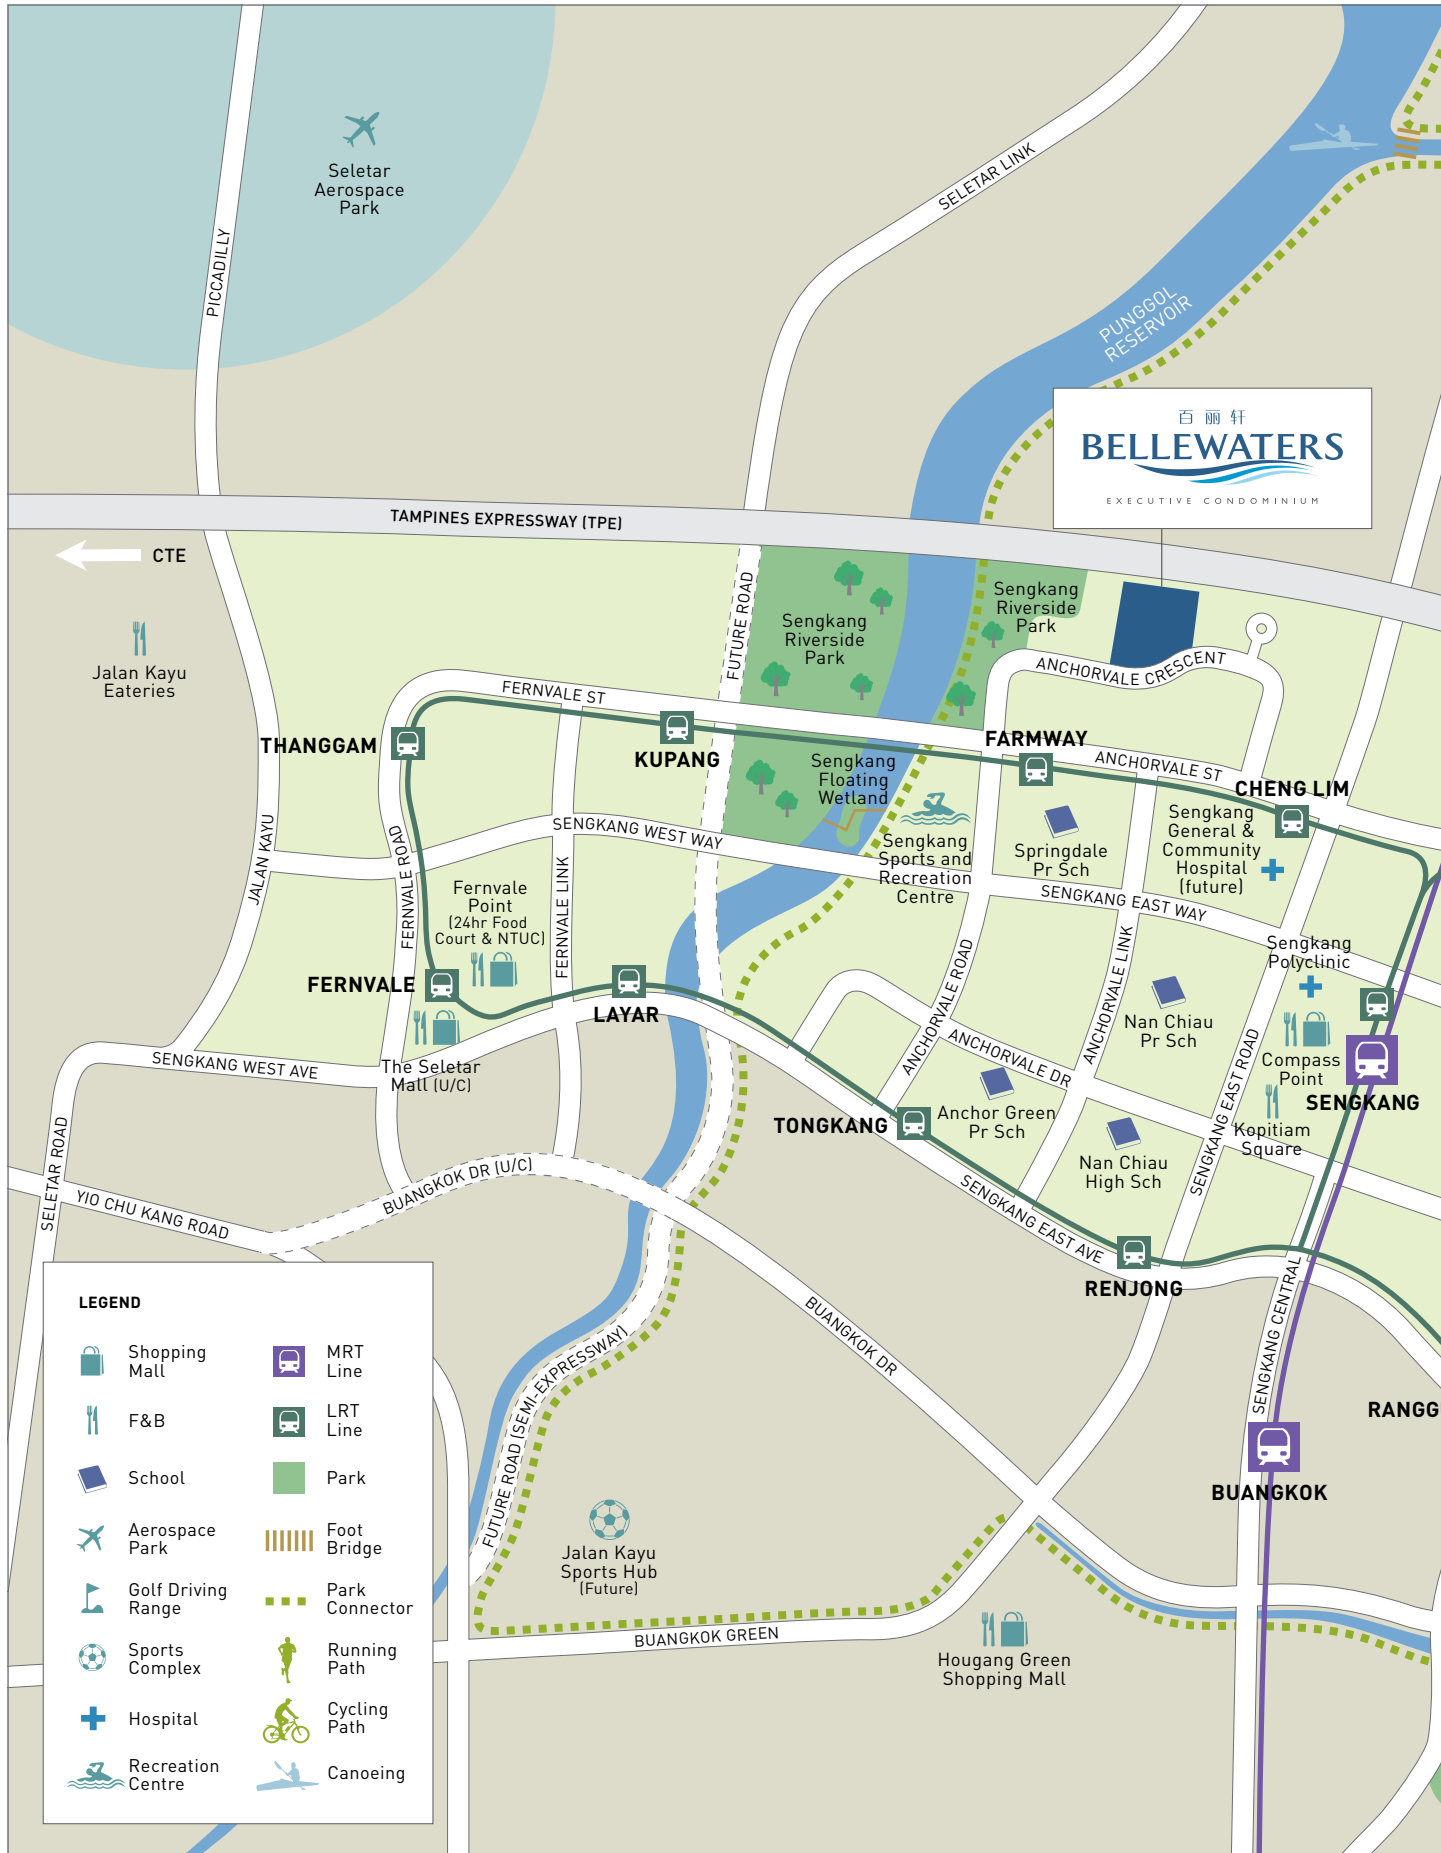 Seletar
Aerospace
Park
PICCADILLY
SELETAR LINK
PUNGGOL
RESERVOIR
百丽轩
BELLEWATERS
EXECUTIVE CONDOMINIUM
TAMPINES EXPRESSWAY (TPE)
CTE
Jalan Kayu
Eateries
FUTURE ROAD
Sengkang
Riverside
Park
Sengkang
Riverside
Park
ANCHORVALE CRESCENT
FERNVALE ST
THANGGAM
KUPANG
FARMWAY
ANCHORVALE ST
CHENG LIM
Sengkang
Floating
Wetland
Sengkang
Sports and
Recreation
Centre
Springdale
Pr Sch
Sengkang
General &
Community
Hospital
(future)
JALAN KAYU
FERNVALE ROAD
SENGKANG WEST WAY
FERNVALE LINK
Fernvale
Point
(24hr Food
Court & NTUC)
SENGKANG EAST WAY
Sengkang
Polyclinic
FERNVALE
LAYAR
ANCHORVALE ROAD
ANCHORVALE LINK
Nan Chiau
Pr Sch
SENGKANG WEST AVE
The Seletar
Mall (U/C)
ANCHORVALE DR
Compass
Point
SENGKANG
Kopitiam
Square
SENGKANG EAST ROAD
TONGKANG
Anchor Green
Pr Sch
Nan Chiau
High Sch
SELETAR ROAD
YIO CHU KANG ROAD
BUANGKOK DR (U/C)
SENGKANG EAST AVE
RENJONG
SENGKANG CENTRAL
BUANGKOK DR
FUTURE ROAD (SEMI-EXPRESSWAY)
RANGG
BUANGKOK
Jalan Kayu
Sports Hub
(Future)
BUANGKOK GREEN
Hougang Green
Shopping Mall
LEGEND
Shopping
Mall
MRT
Line
F&B
LRT
Line
School
Park
Aerospace
Park
Foot
Bridge
Golf Driving
Range
Park
Connector
Sports
Complex
Running
Path
Hospital
Cycling
Path
Recreation
Centre
Canoeing